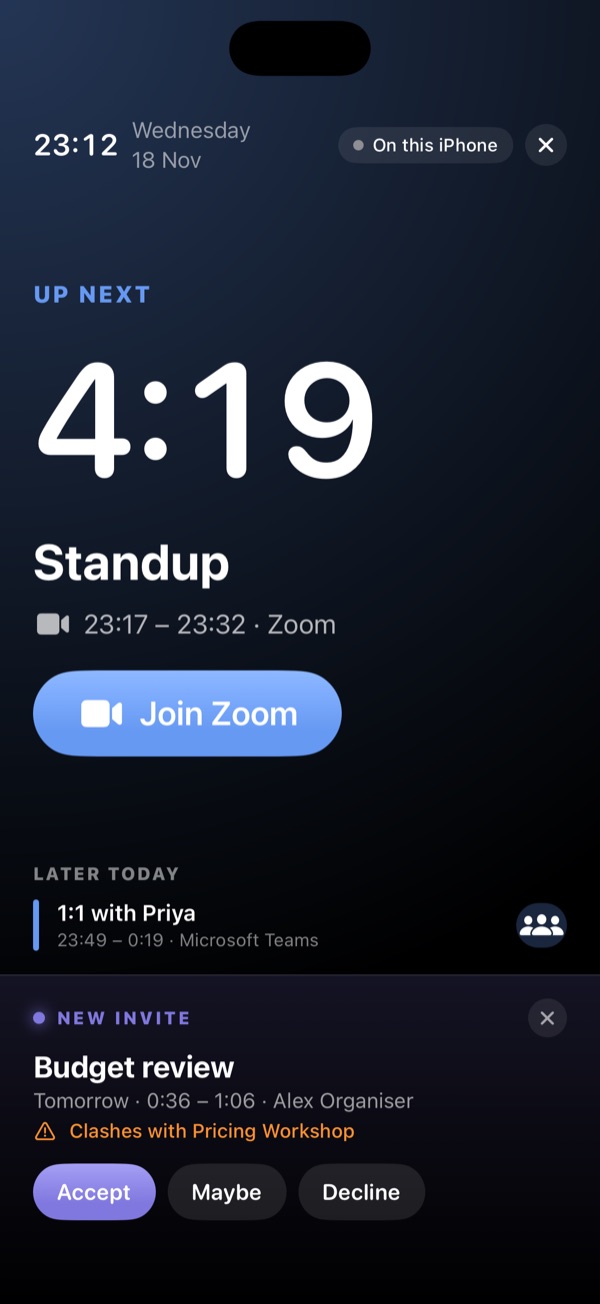 23:12
Wednesday
18 Nov
On this iPhone
UP NEXT
4:19
Standup
23:17 – 23:32 · Zoom
Join Zoom
LATER TODAY
1:1 with Priya
23:49 – 0:19 · Microsoft Teams
NEW INVITE
Budget review
Tomorrow · 0:36 – 1:06 · Alex Organiser
Clashes with Pricing Workshop
Accept
Maybe
Decline